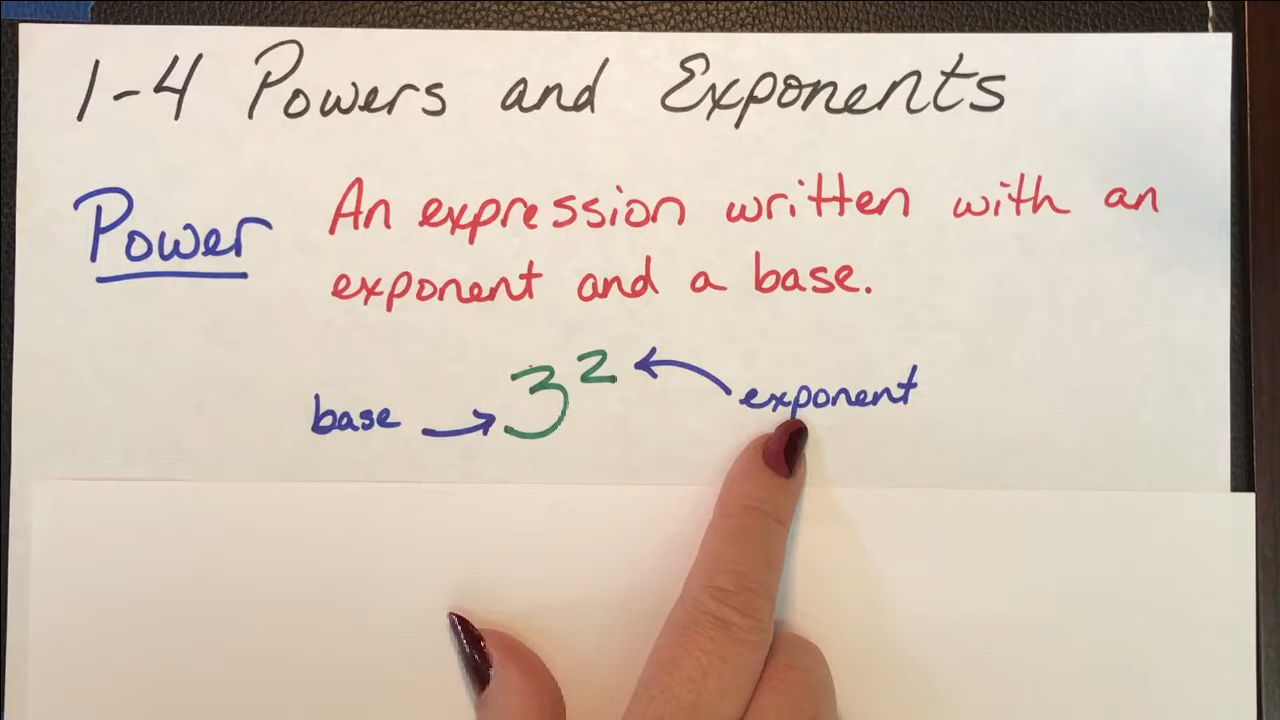 1-4 Powers and Exponents
Power An expression written with an
exponent and a base.
base → 3² ← exponent